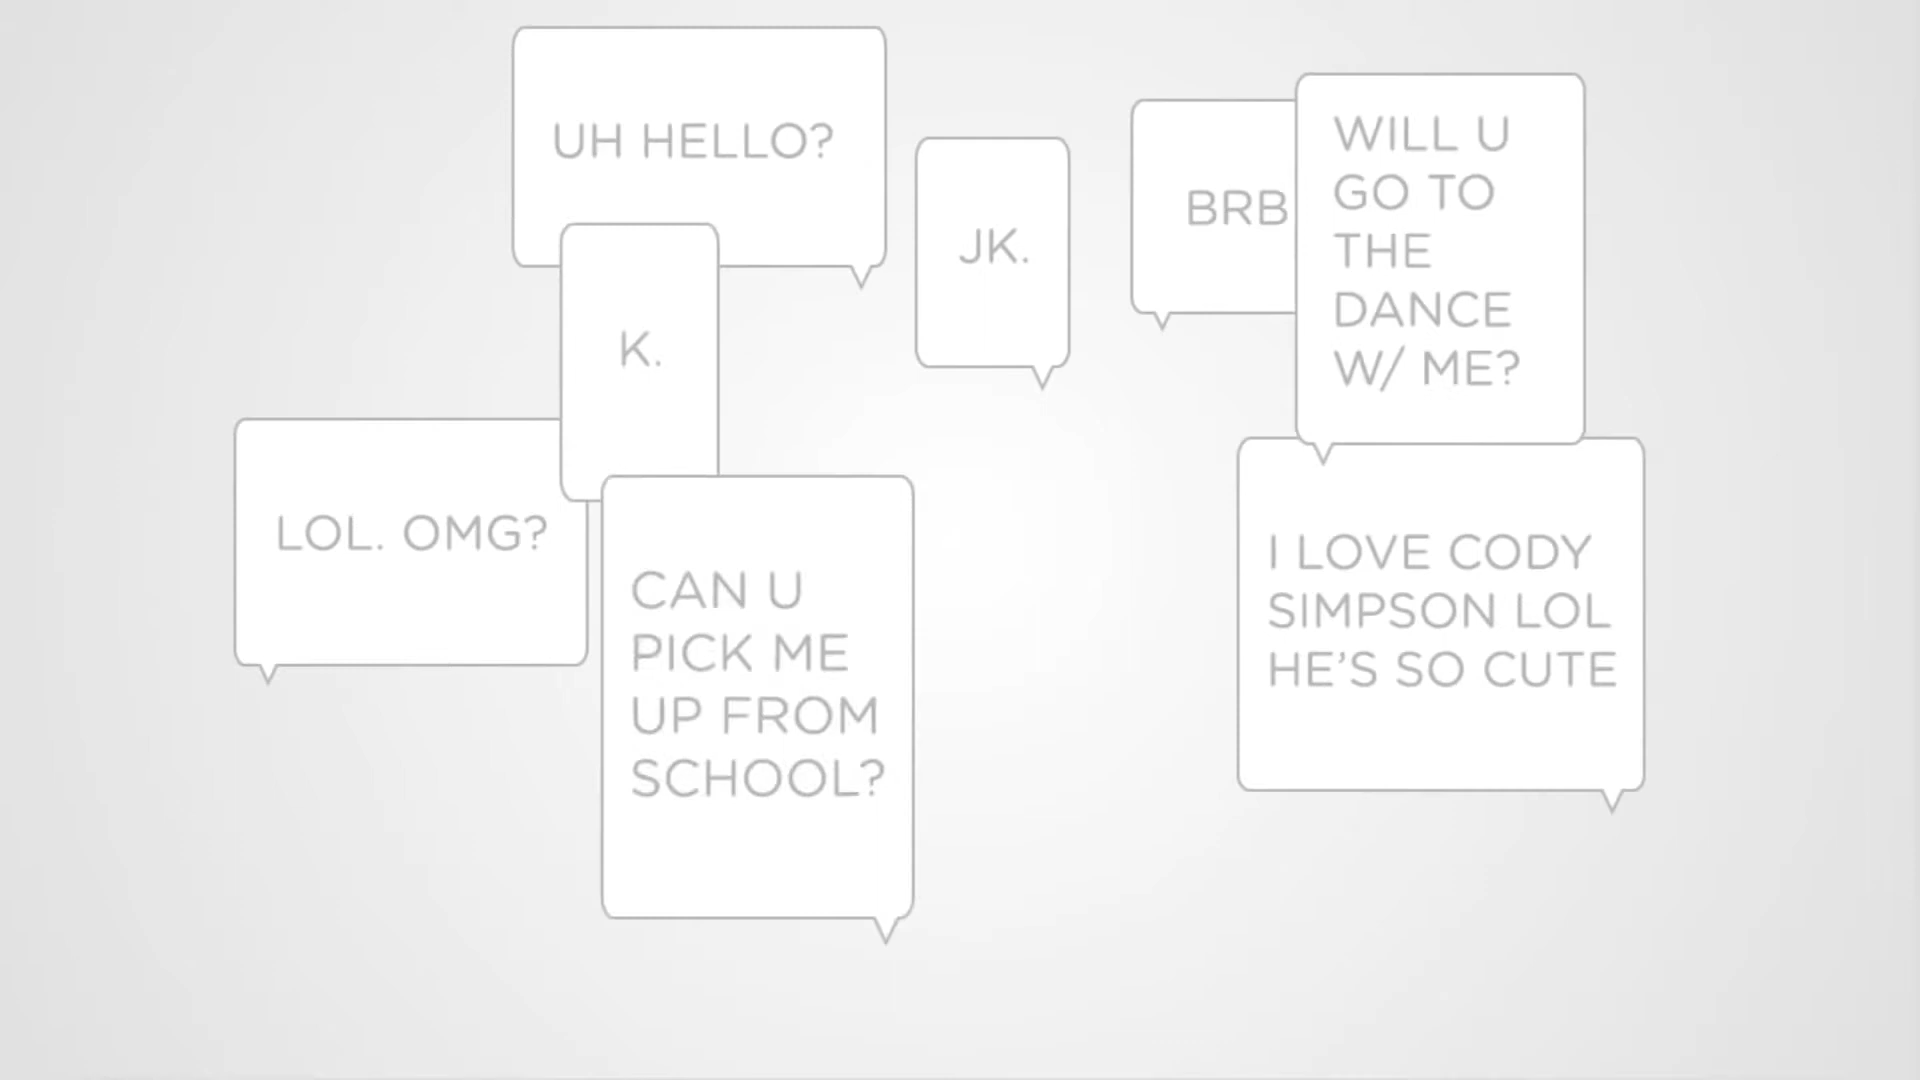 UH HELLO?
K.
JK.
BRB
WILL U
GO TO
THE
DANCE
W/ ME?
LOL. OMG?
CAN U
PICK ME
UP FROM
SCHOOL?
I LOVE CODY
SIMPSON LOL
HE’S SO CUTE